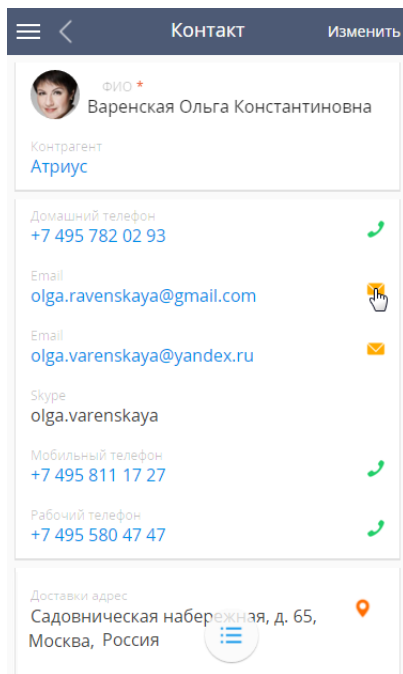 Контакт
Изменить
ФИО *
Варенская Ольга Константиновна
Контрагент
Атриус
Домашний телефон
+7 495 782 02 93
Email
olga.ravenskaya@gmail.com
Email
olga.varenskaya@yandex.ru
Skype
olga.varenskaya
Мобильный телефон
+7 495 811 17 27
Рабочий телефон
+7 495 580 47 47
Доставки адрес
Садовническая набережная, д. 65,
Москва, Россия